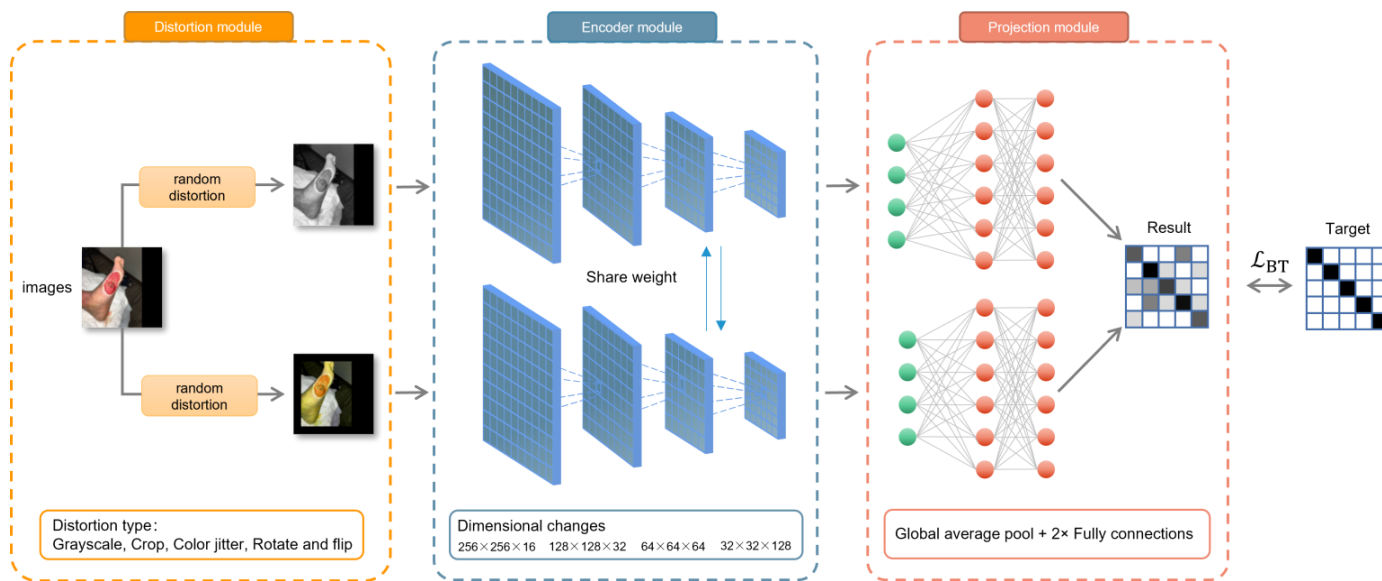 Distortion module
Encoder module
Projection module
random
distortion
images
random
distortion
Share weight
Result
ℒBT
Target
Distortion type:
Grayscale, Crop, Color jitter, Rotate and flip
Dimensional changes
256×256×16 128×128×32 64×64×64 32×32×128
Global average pool + 2× Fully connections